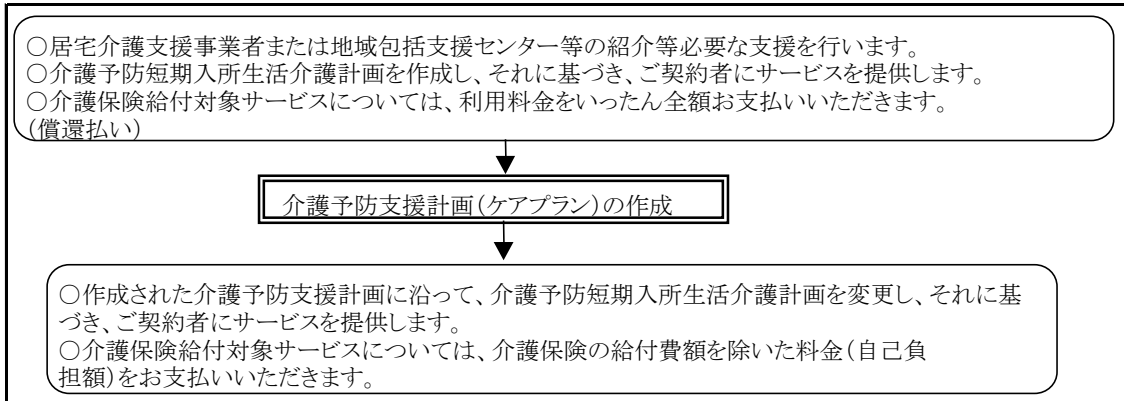 ○居宅介護支援事業者または地域包括支援センター等の紹介等必要な支援を行います。
○介護予防短期入所生活介護計画を作成し、それに基づき、ご契約者にサービスを提供します。
○介護保険給付対象サービスについては、利用料金をいったん全額お支払いいただきます。
(償還払い)
介護予防支援計画(ケアプラン)の作成
○作成された介護予防支援計画に沿って、介護予防短期入所生活介護計画を変更し、それに基
づき、ご契約者にサービスを提供します。
○介護保険給付対象サービスについては、介護保険の給付費額を除いた料金(自己負
担額)をお支払いいただきます。